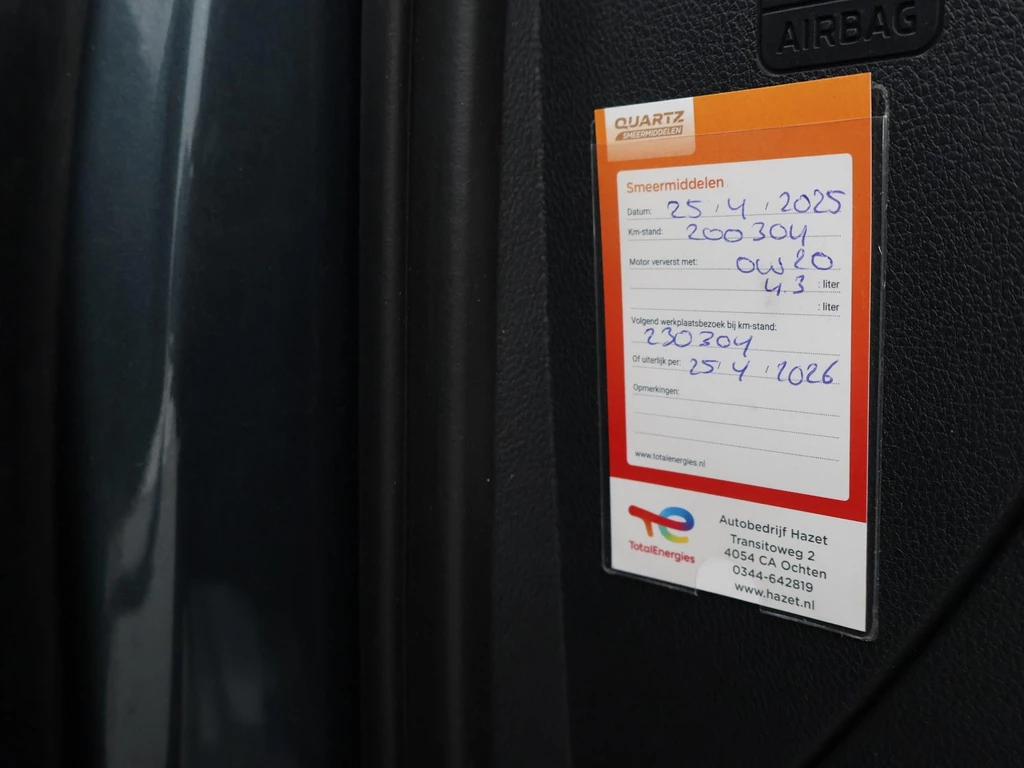 AIRBAG
QUARTZ
SMEERMIDDELEN
Smeermiddelen
Datum: 25 / 4 / 2025
Km-stand: 200304
Motor ververst met: 0W20
4.3 : liter
: liter
Volgend werkplaatsbezoek bij km-stand:
230304
Of uiterlijk per: 25 / 4 / 2026
Opmerkingen:
www.totalenergies.nl
TotalEnergies
Autobedrijf Hazet
Transitoweg 2
4054 CA Ochten
0344-642819
www.hazet.nl